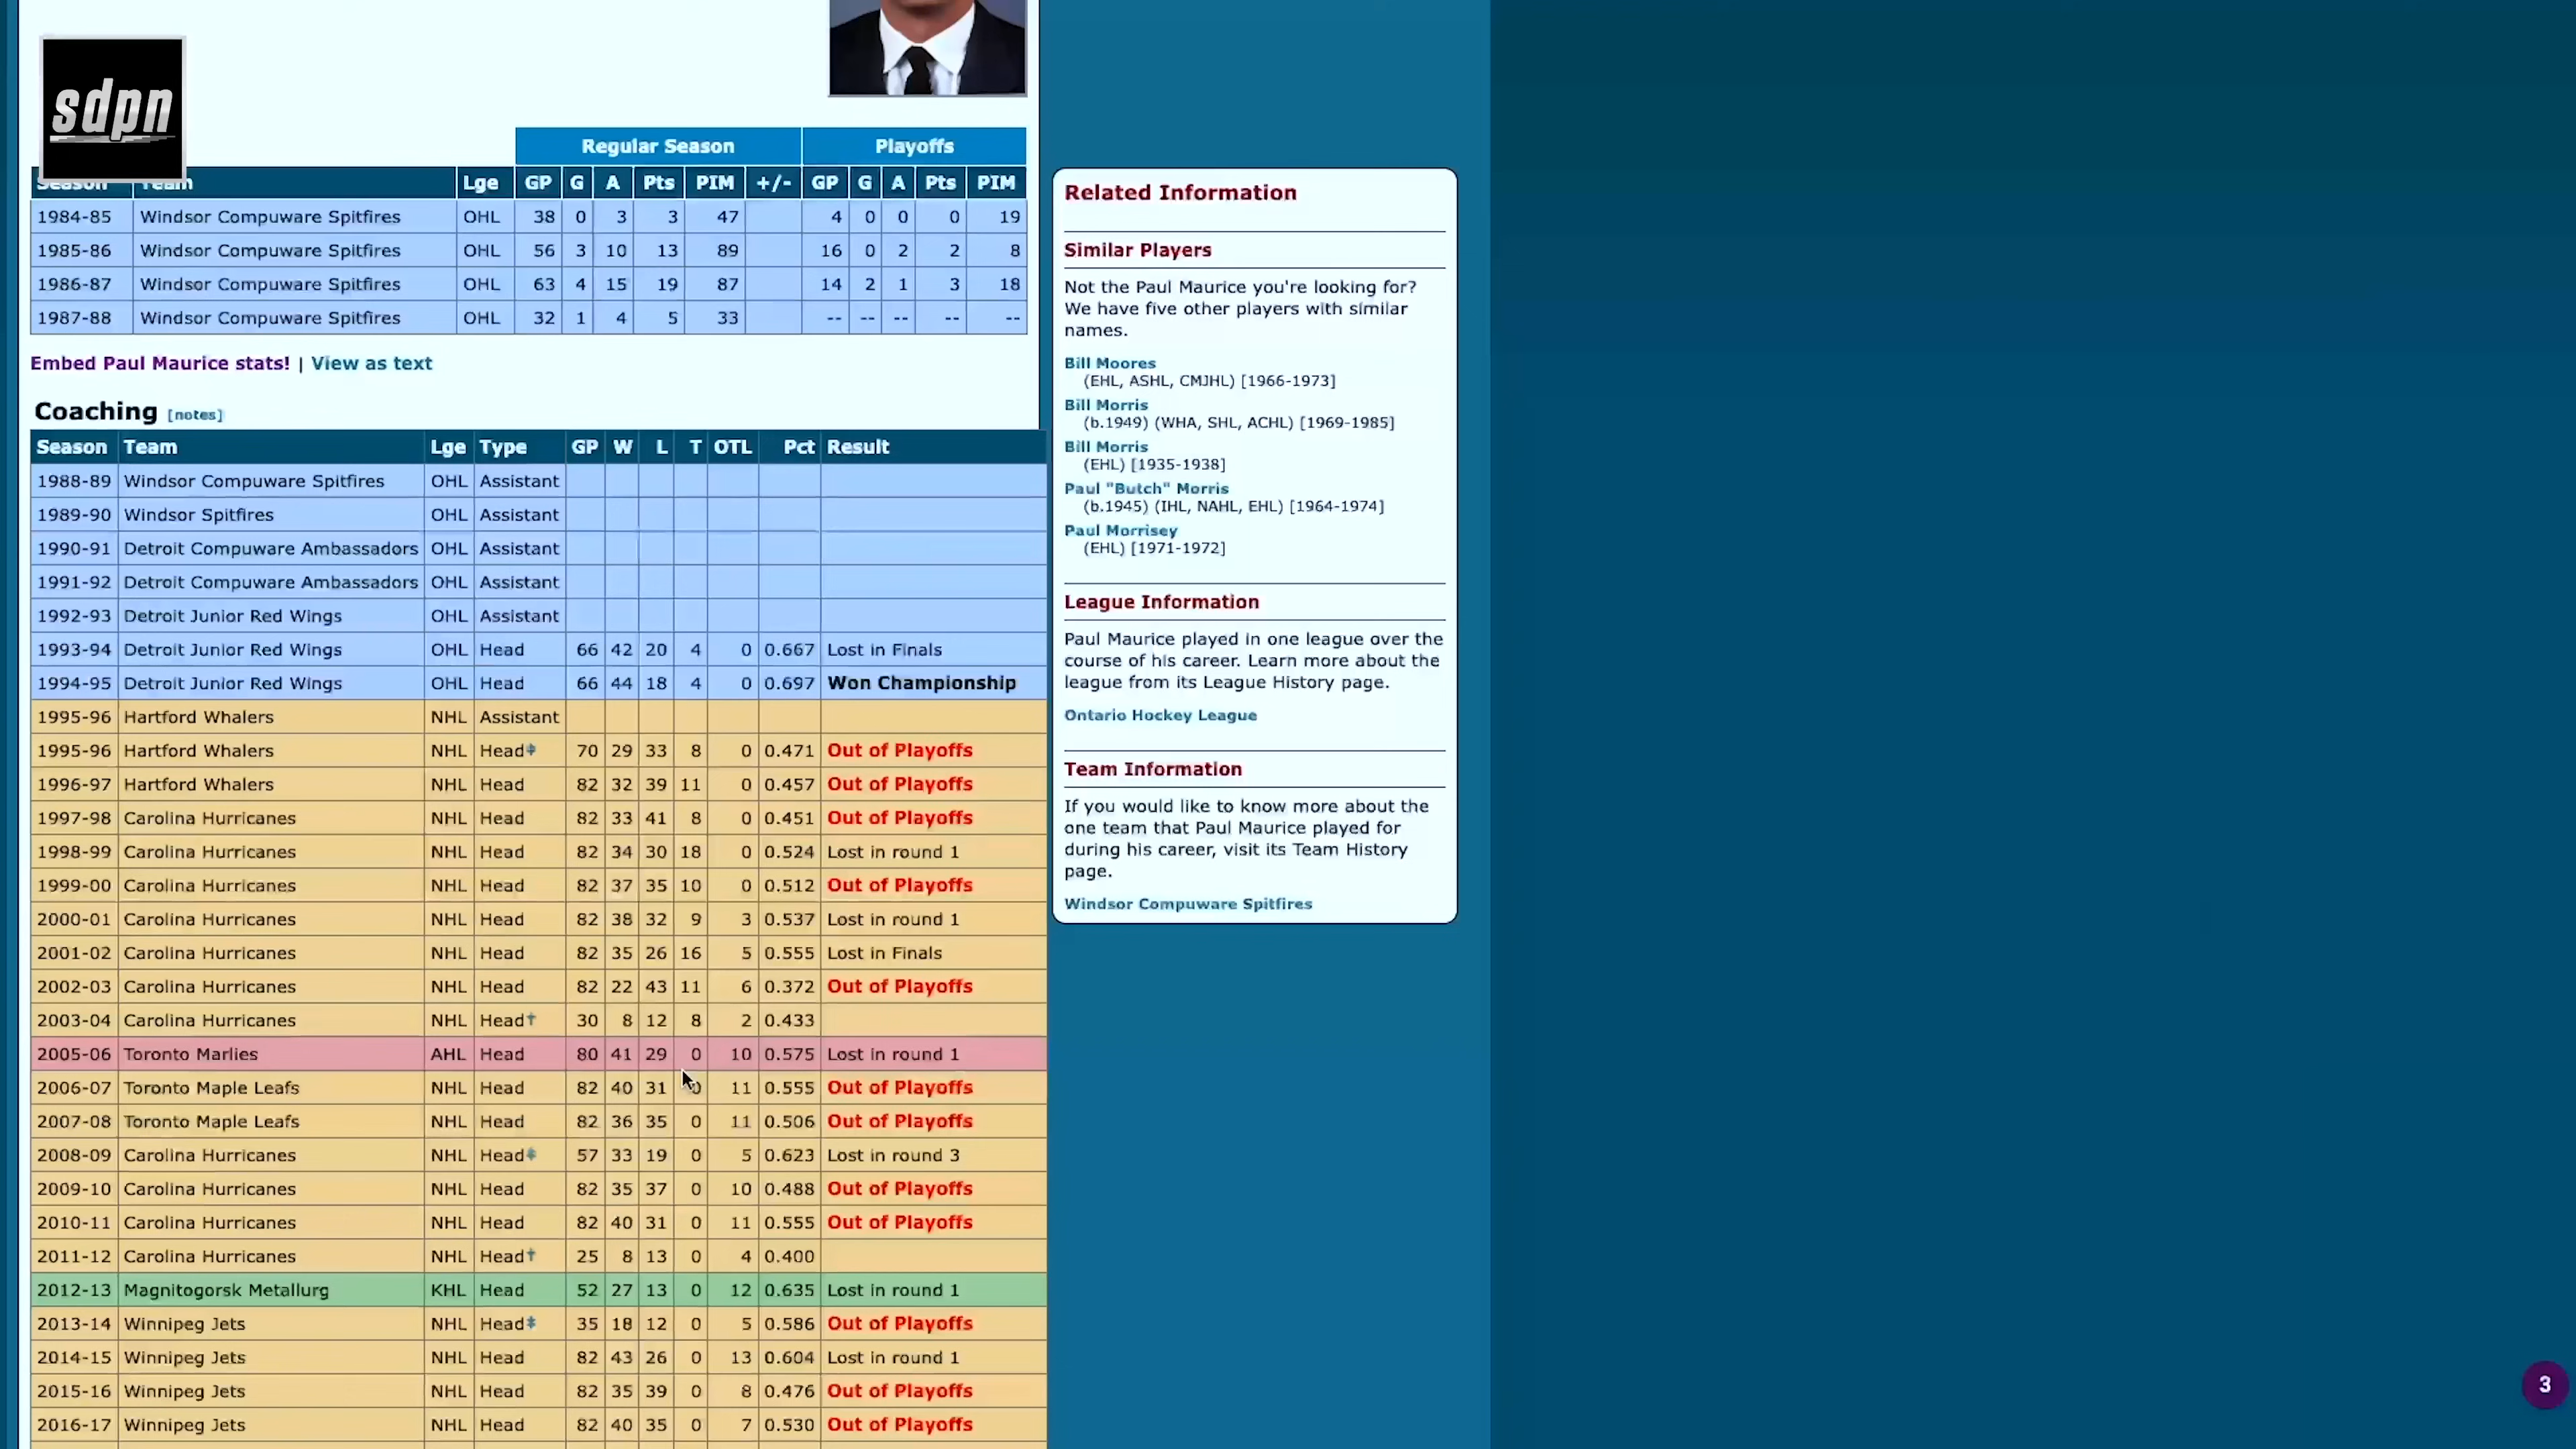 sdpn
Regular Season Playoffs
Season Team Lge GP G A Pts PIM +/- GP G A Pts PIM
1984-85 Windsor Compuware Spitfires OHL 38 0 3 3 47 4 0 0 0 19
1985-86 Windsor Compuware Spitfires OHL 56 3 10 13 89 16 0 2 2 8
1986-87 Windsor Compuware Spitfires OHL 63 4 15 19 87 14 2 1 3 18
1987-88 Windsor Compuware Spitfires OHL 32 1 4 5 33 -- -- -- -- --
Embed Paul Maurice stats! | View as text
Coaching [notes]
Season Team Lge Type GP W L T OTL Pct Result
1988-89 Windsor Compuware Spitfires OHL Assistant
1989-90 Windsor Spitfires OHL Assistant
1990-91 Detroit Compuware Ambassadors OHL Assistant
1991-92 Detroit Compuware Ambassadors OHL Assistant
1992-93 Detroit Junior Red Wings OHL Assistant
1993-94 Detroit Junior Red Wings OHL Head 66 42 20 4 0 0.667 Lost in Finals
1994-95 Detroit Junior Red Wings OHL Head 66 44 18 4 0 0.697 Won Championship
1995-96 Hartford Whalers NHL Assistant
1995-96 Hartford Whalers NHL Head‡ 70 29 33 8 0 0.471 Out of Playoffs
1996-97 Hartford Whalers NHL Head 82 32 39 11 0 0.457 Out of Playoffs
1997-98 Carolina Hurricanes NHL Head 82 33 41 8 0 0.451 Out of Playoffs
1998-99 Carolina Hurricanes NHL Head 82 34 30 18 0 0.524 Lost in round 1
1999-00 Carolina Hurricanes NHL Head 82 37 35 10 0 0.512 Out of Playoffs
2000-01 Carolina Hurricanes NHL Head 82 38 32 9 3 0.537 Lost in round 1
2001-02 Carolina Hurricanes NHL Head 82 35 26 16 5 0.555 Lost in Finals
2002-03 Carolina Hurricanes NHL Head 82 22 43 11 6 0.372 Out of Playoffs
2003-04 Carolina Hurricanes NHL Head† 30 8 12 8 2 0.433
2005-06 Toronto Marlies AHL Head 80 41 29 0 10 0.575 Lost in round 1
2006-07 Toronto Maple Leafs NHL Head 82 40 31 0 11 0.555 Out of Playoffs
2007-08 Toronto Maple Leafs NHL Head 82 36 35 0 11 0.506 Out of Playoffs
2008-09 Carolina Hurricanes NHL Head‡ 57 33 19 0 5 0.623 Lost in round 3
2009-10 Carolina Hurricanes NHL Head 82 35 37 0 10 0.488 Out of Playoffs
2010-11 Carolina Hurricanes NHL Head 82 40 31 0 11 0.555 Out of Playoffs
2011-12 Carolina Hurricanes NHL Head† 25 8 13 0 4 0.400
2012-13 Magnitogorsk Metallurg KHL Head 52 27 13 0 12 0.635 Lost in round 1
2013-14 Winnipeg Jets NHL Head‡ 35 18 12 0 5 0.586 Out of Playoffs
2014-15 Winnipeg Jets NHL Head 82 43 26 0 13 0.604 Lost in round 1
2015-16 Winnipeg Jets NHL Head 82 35 39 0 8 0.476 Out of Playoffs
2016-17 Winnipeg Jets NHL Head 82 40 35 0 7 0.530 Out of Playoffs
Related Information
Similar Players
Not the Paul Maurice you're looking for?
We have five other players with similar
names.
Bill Moores
(EHL, ASHL, CMJHL) [1966-1973]
Bill Morris
(b.1949) (WHA, SHL, ACHL) [1969-1985]
Bill Morris
(EHL) [1935-1938]
Paul "Butch" Morris
(b.1945) (IHL, NAHL, EHL) [1964-1974]
Paul Morrisey
(EHL) [1971-1972]
League Information
Paul Maurice played in one league over the
course of his career. Learn more about the
league from its League History page.
Ontario Hockey League
Team Information
If you would like to know more about the
one team that Paul Maurice played for
during his career, visit its Team History
page.
Windsor Compuware Spitfires
3